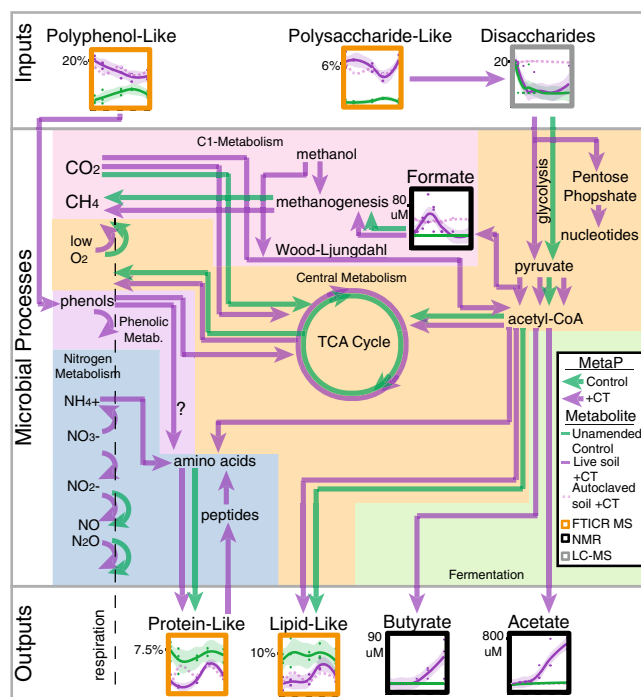 Inputs
Polyphenol-Like
20%
Polysaccharide-Like
6%
Disaccharides
20
Microbial Processes
C1-Metabolism
CO2
methanol
Formate
80
uM
glycolysis
Pentose
Phopshate
CH4
methanogenesis
nucleotides
low
O2
Wood-Ljungdahl
pyruvate
Central Metabolism
phenols
acetyl-CoA
Phenolic
Metab.
TCA Cycle
Nitrogen
Metabolism
NH4+
?
NO3-
amino acids
NO2-
peptides
NO
N2O
MetaP
Control
+CT
Metabolite
Unamended
Control
Live soil
+CT
Autoclaved
soil +CT
FTICR MS
NMR
LC-MS
Fermentation
Outputs
respiration
Protein-Like
7.5%
Lipid-Like
10%
Butyrate
90
uM
Acetate
800
uM